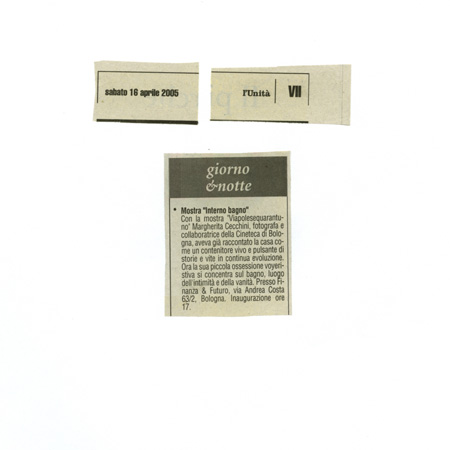 sabato 16 aprile 2005
l'Unità
VII
giorno
&notte
• Mostra "Interno bagno"
Con la mostra "Viapolesequarantu-
no" Margherita Cecchini, fotografa e
collaboratrice della Cineteca di Bolo-
gna, aveva già raccontato la casa co-
me un contenitore vivo e pulsante di
storie e vite in continua evoluzione.
Ora la sua piccola ossessione voyeri-
stiva si concentra sul bagno, luogo
dell'intimità e della vanità. Presso Fi-
nanza & Futuro, via Andrea Costa
63/2, Bologna. Inaugurazione ore
17.